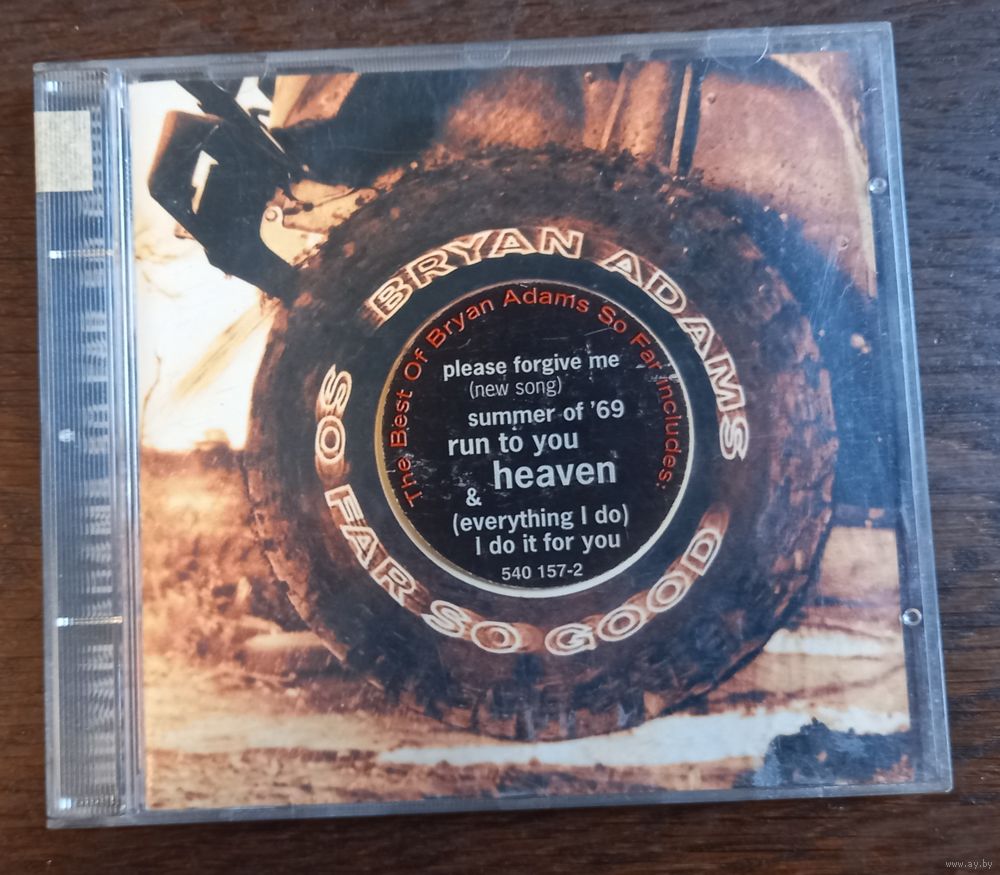 BRYAN ADAMS
SO FAR SO GOOD
The Best Of Bryan Adams So Far includes:
please forgive me
(new song)
summer of '69
run to you
heaven
&
(everything I do)
I do it for you
540 157-2
www.ay.by